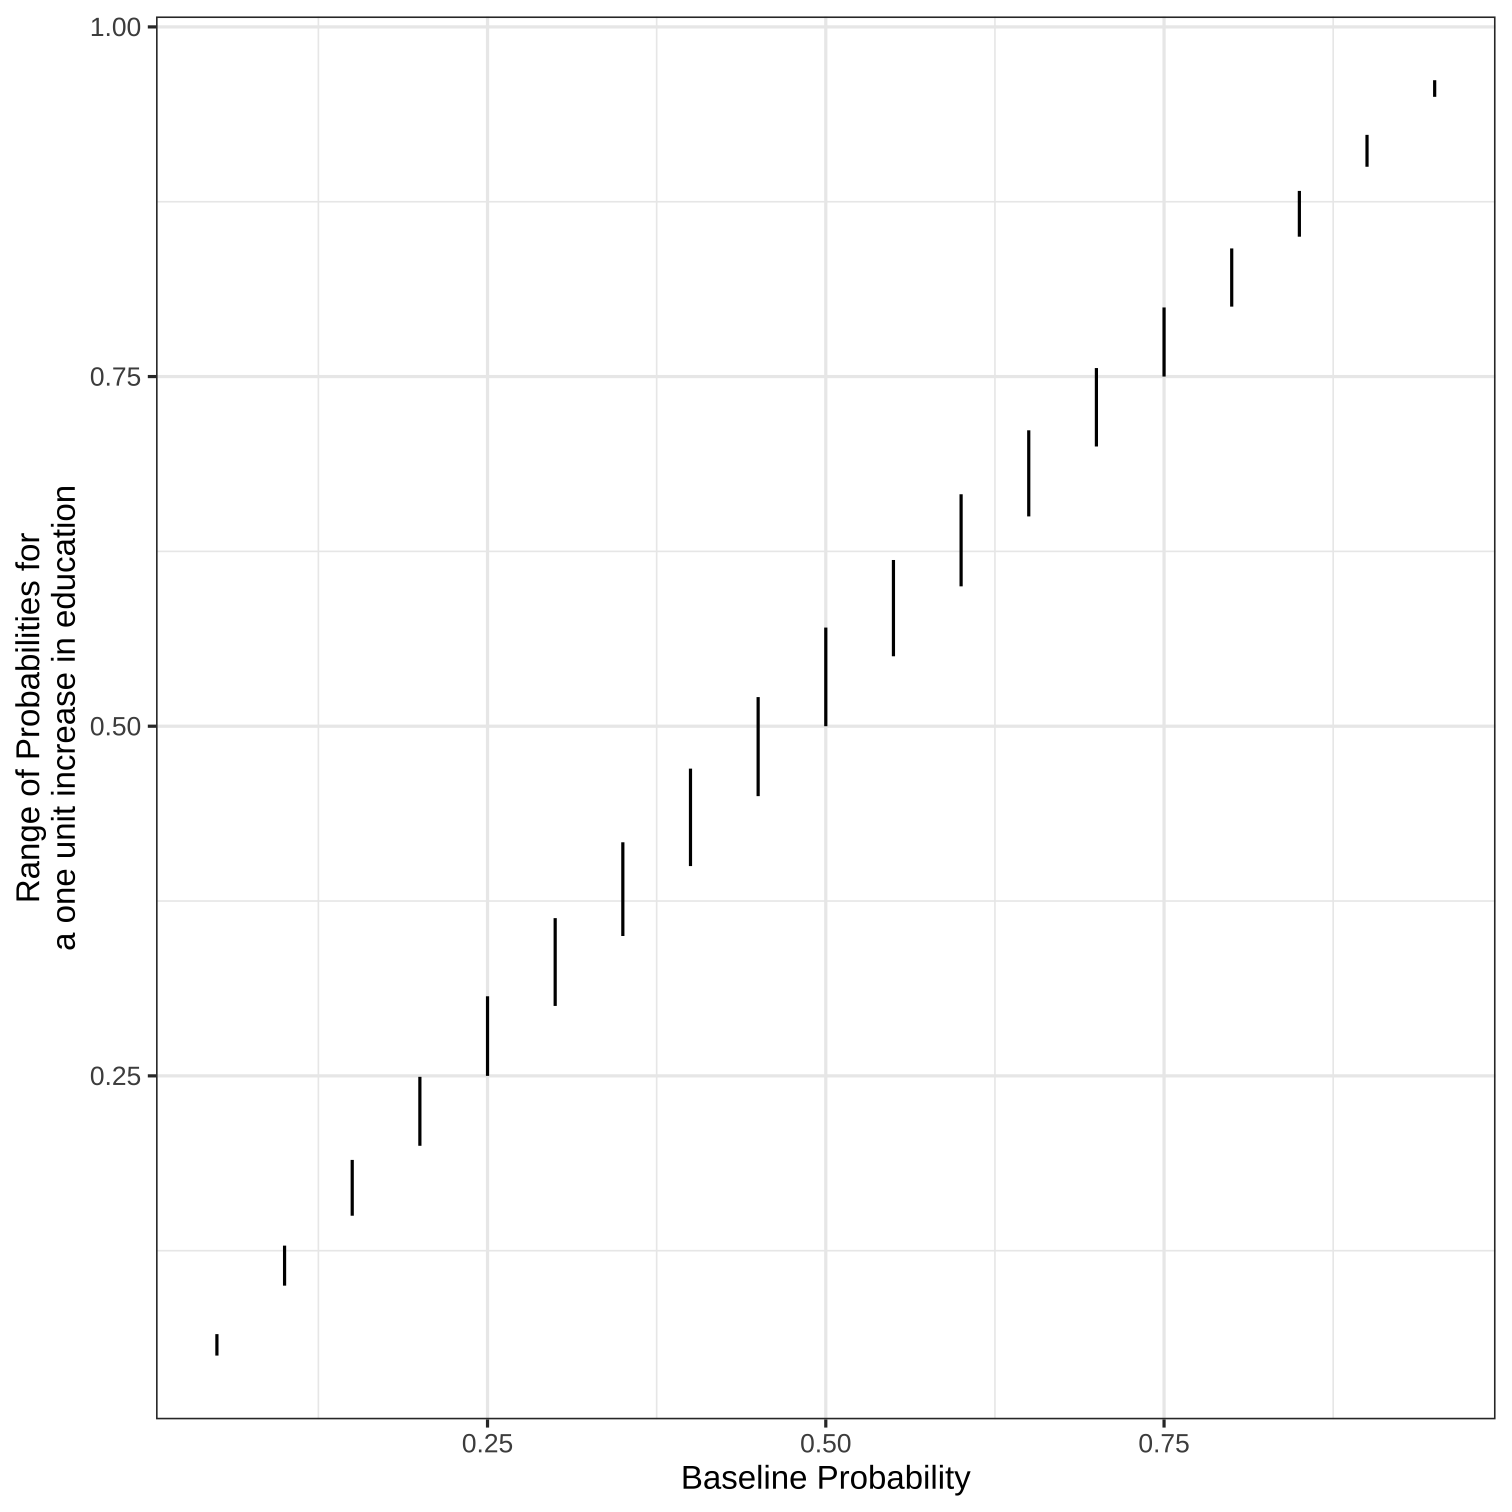 1.00
0.75
0.50
0.25
Range of Probabilities for
a one unit increase in education
0.25
0.50
0.75
Baseline Probability